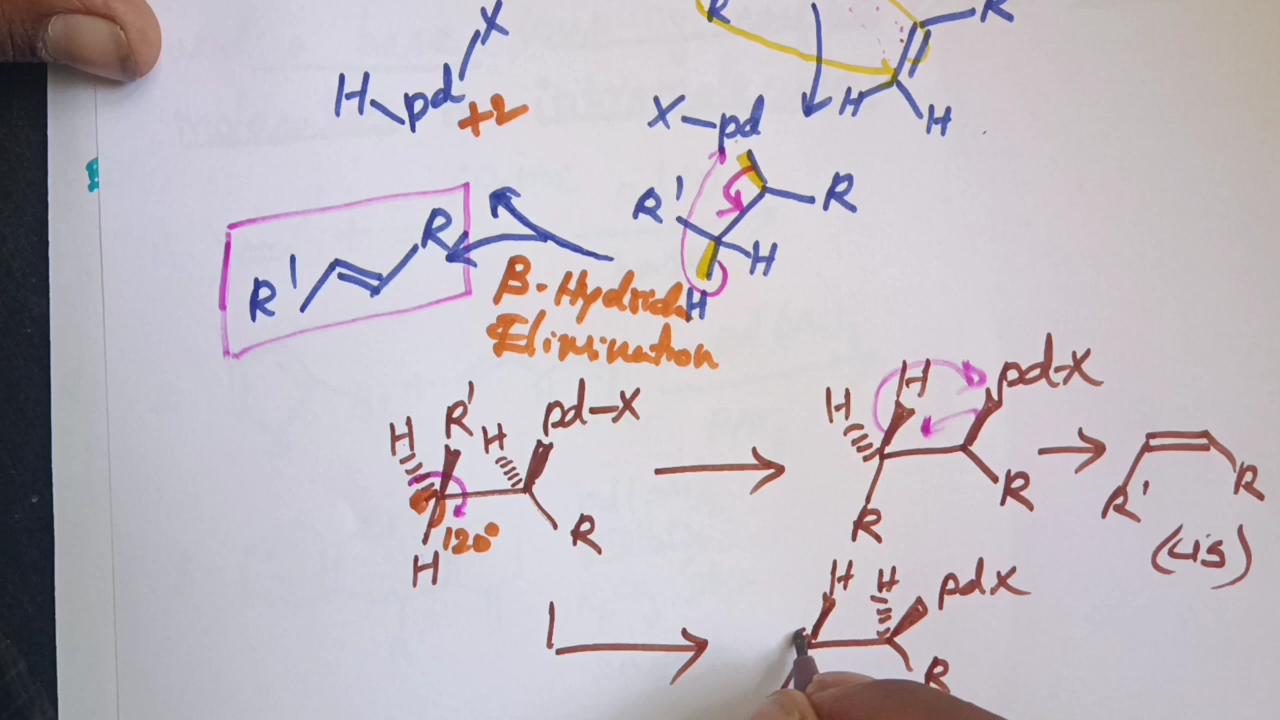 X
R
R
H pd
+2
H
H
X-pd
R'
R
H
H
R'
R
β-Hydride
Elimination
H
R'
H
pd-X
R
120°
H
H
H
pd-X
R
R
R'
R
(cis)
H
H
pdX
R